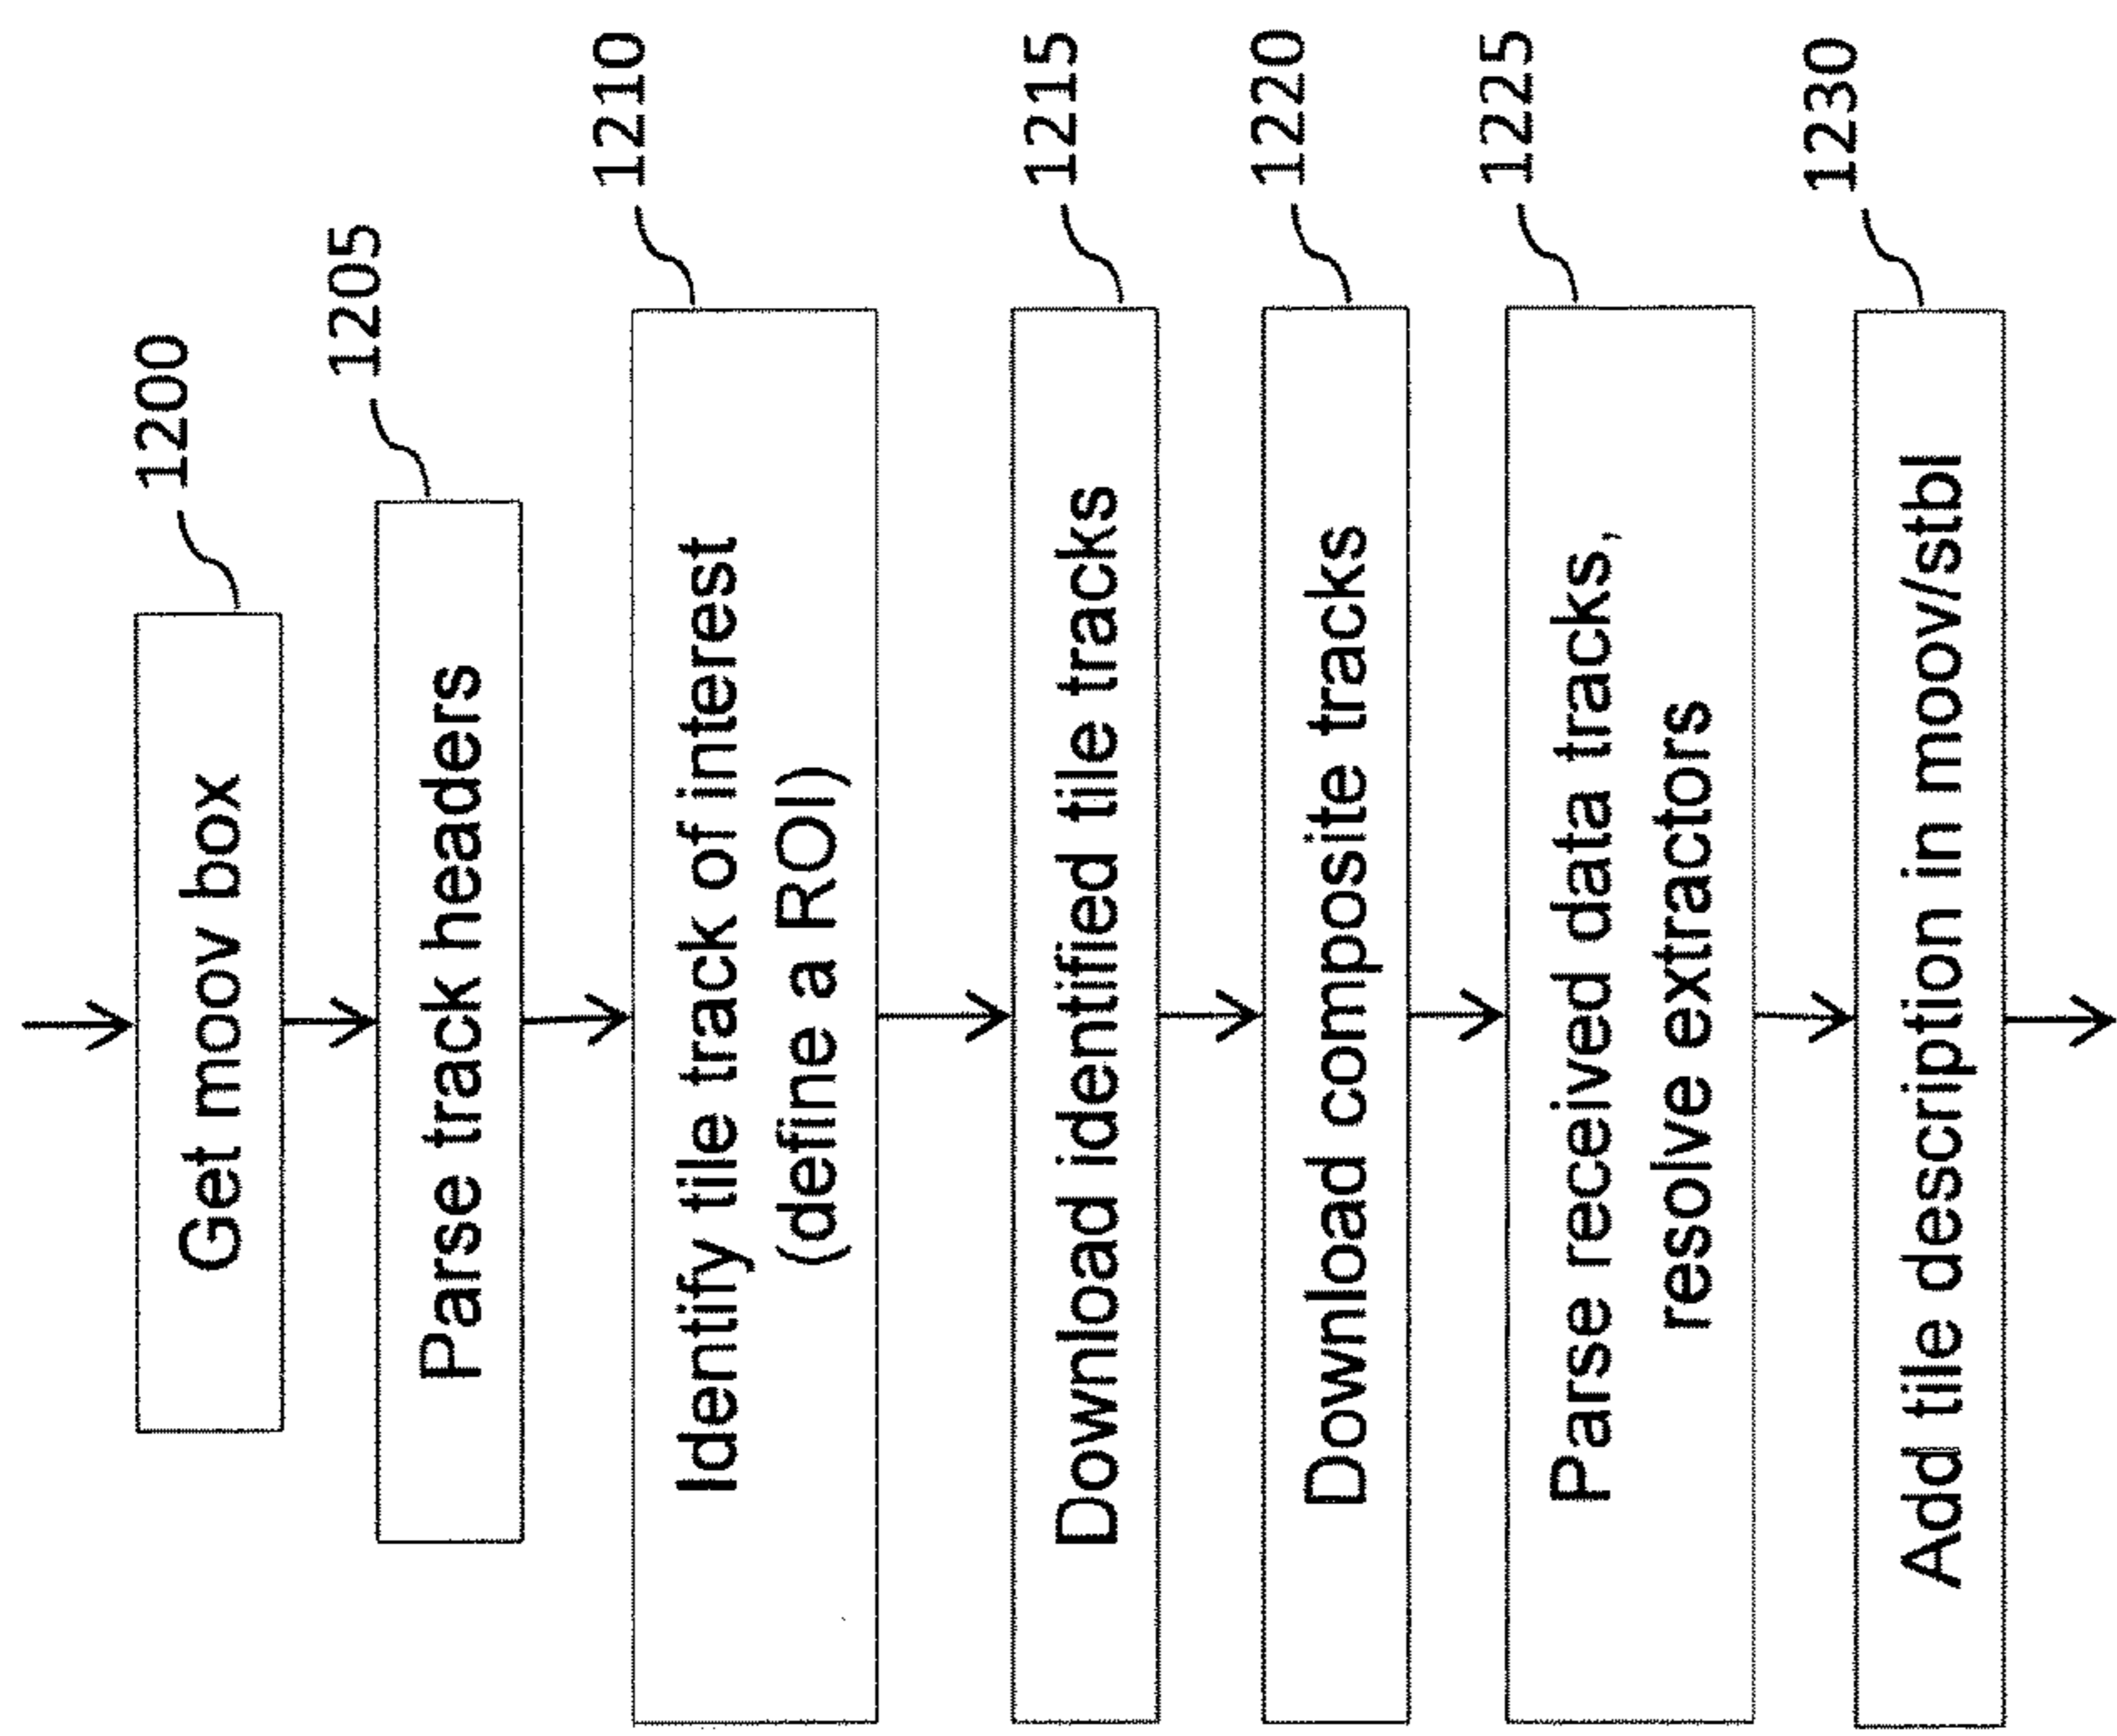 Get moov box
1200
Parse track headers
1205
Identify tile track of interest
(define a ROI)
1210
Download identified tile tracks
1215
Download composite tracks
1220
Parse received data tracks,
resolve extractors
1225
Add tile description in moov/stbl
1230